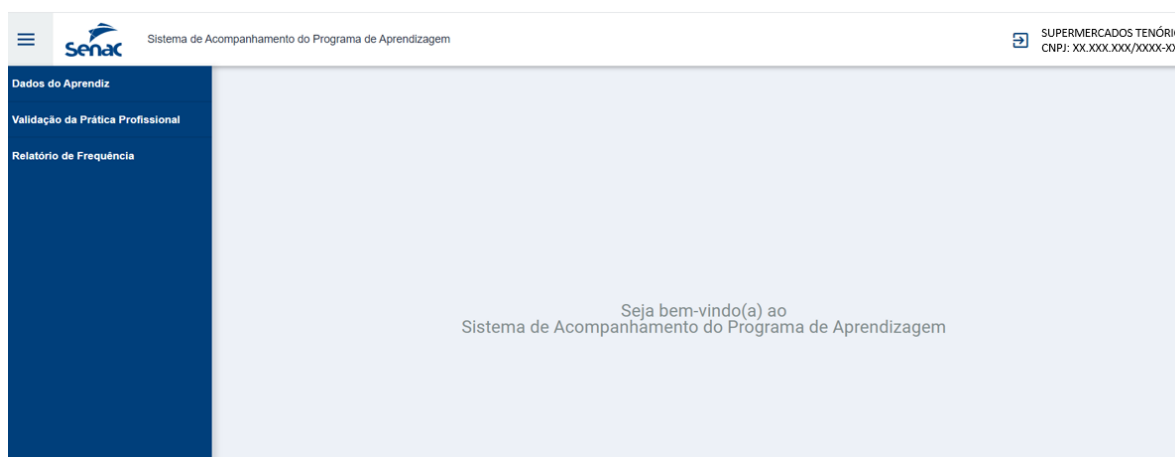 Senac
Sistema de Acompanhamento do Programa de Aprendizagem
SUPERMERCADOS
CNPJ: XX.XXX.XXX/XXXX-XX
Dados do Aprendiz
Validação da Prática Profissional
Relatório de Frequência
Seja bem-vindo(a) ao
Sistema de Acompanhamento do Programa de Aprendizagem